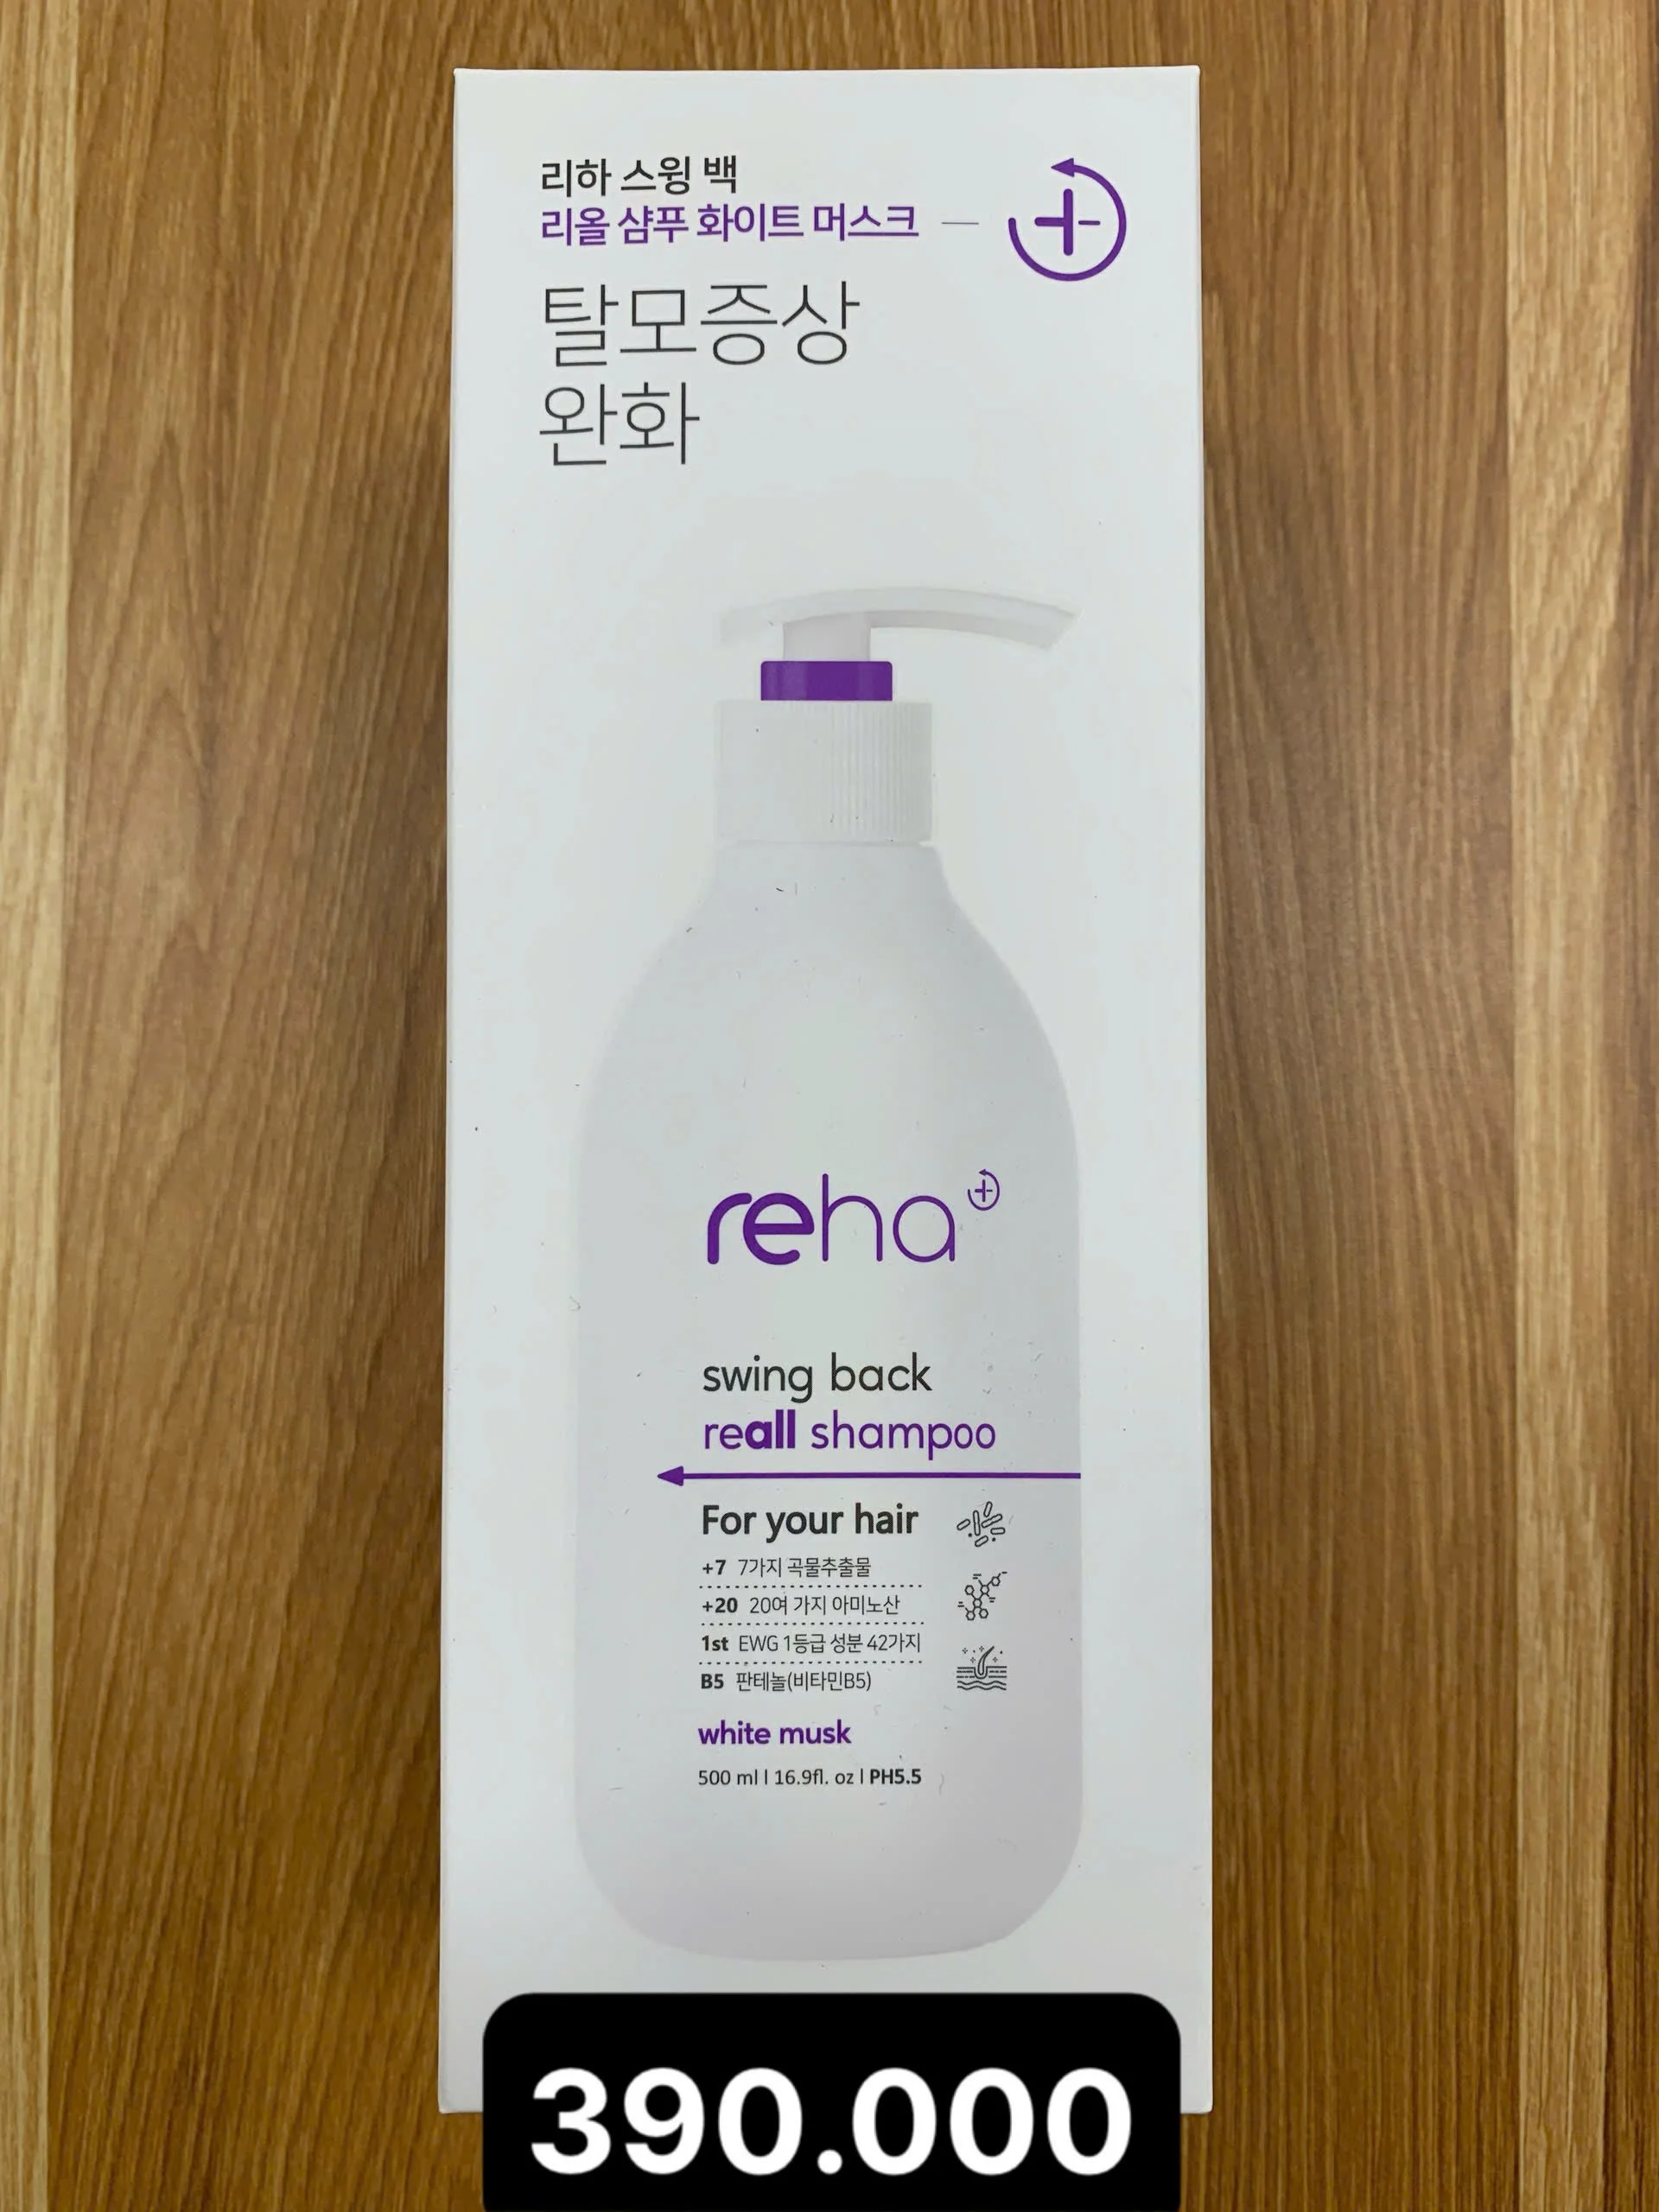 리하 스윙 백
리올 샴푸 화이트 머스크
탈모증상
완화
reha
swing back
reall shampoo
For your hair
+7 7가지 곡물추출물
+20 20여 가지 아미노산
1st EWG 1등급 성분 42가지
B5 판테놀(비타민B5)
white musk
500 ml l 16.9fl. oz l PH5.5
390.000